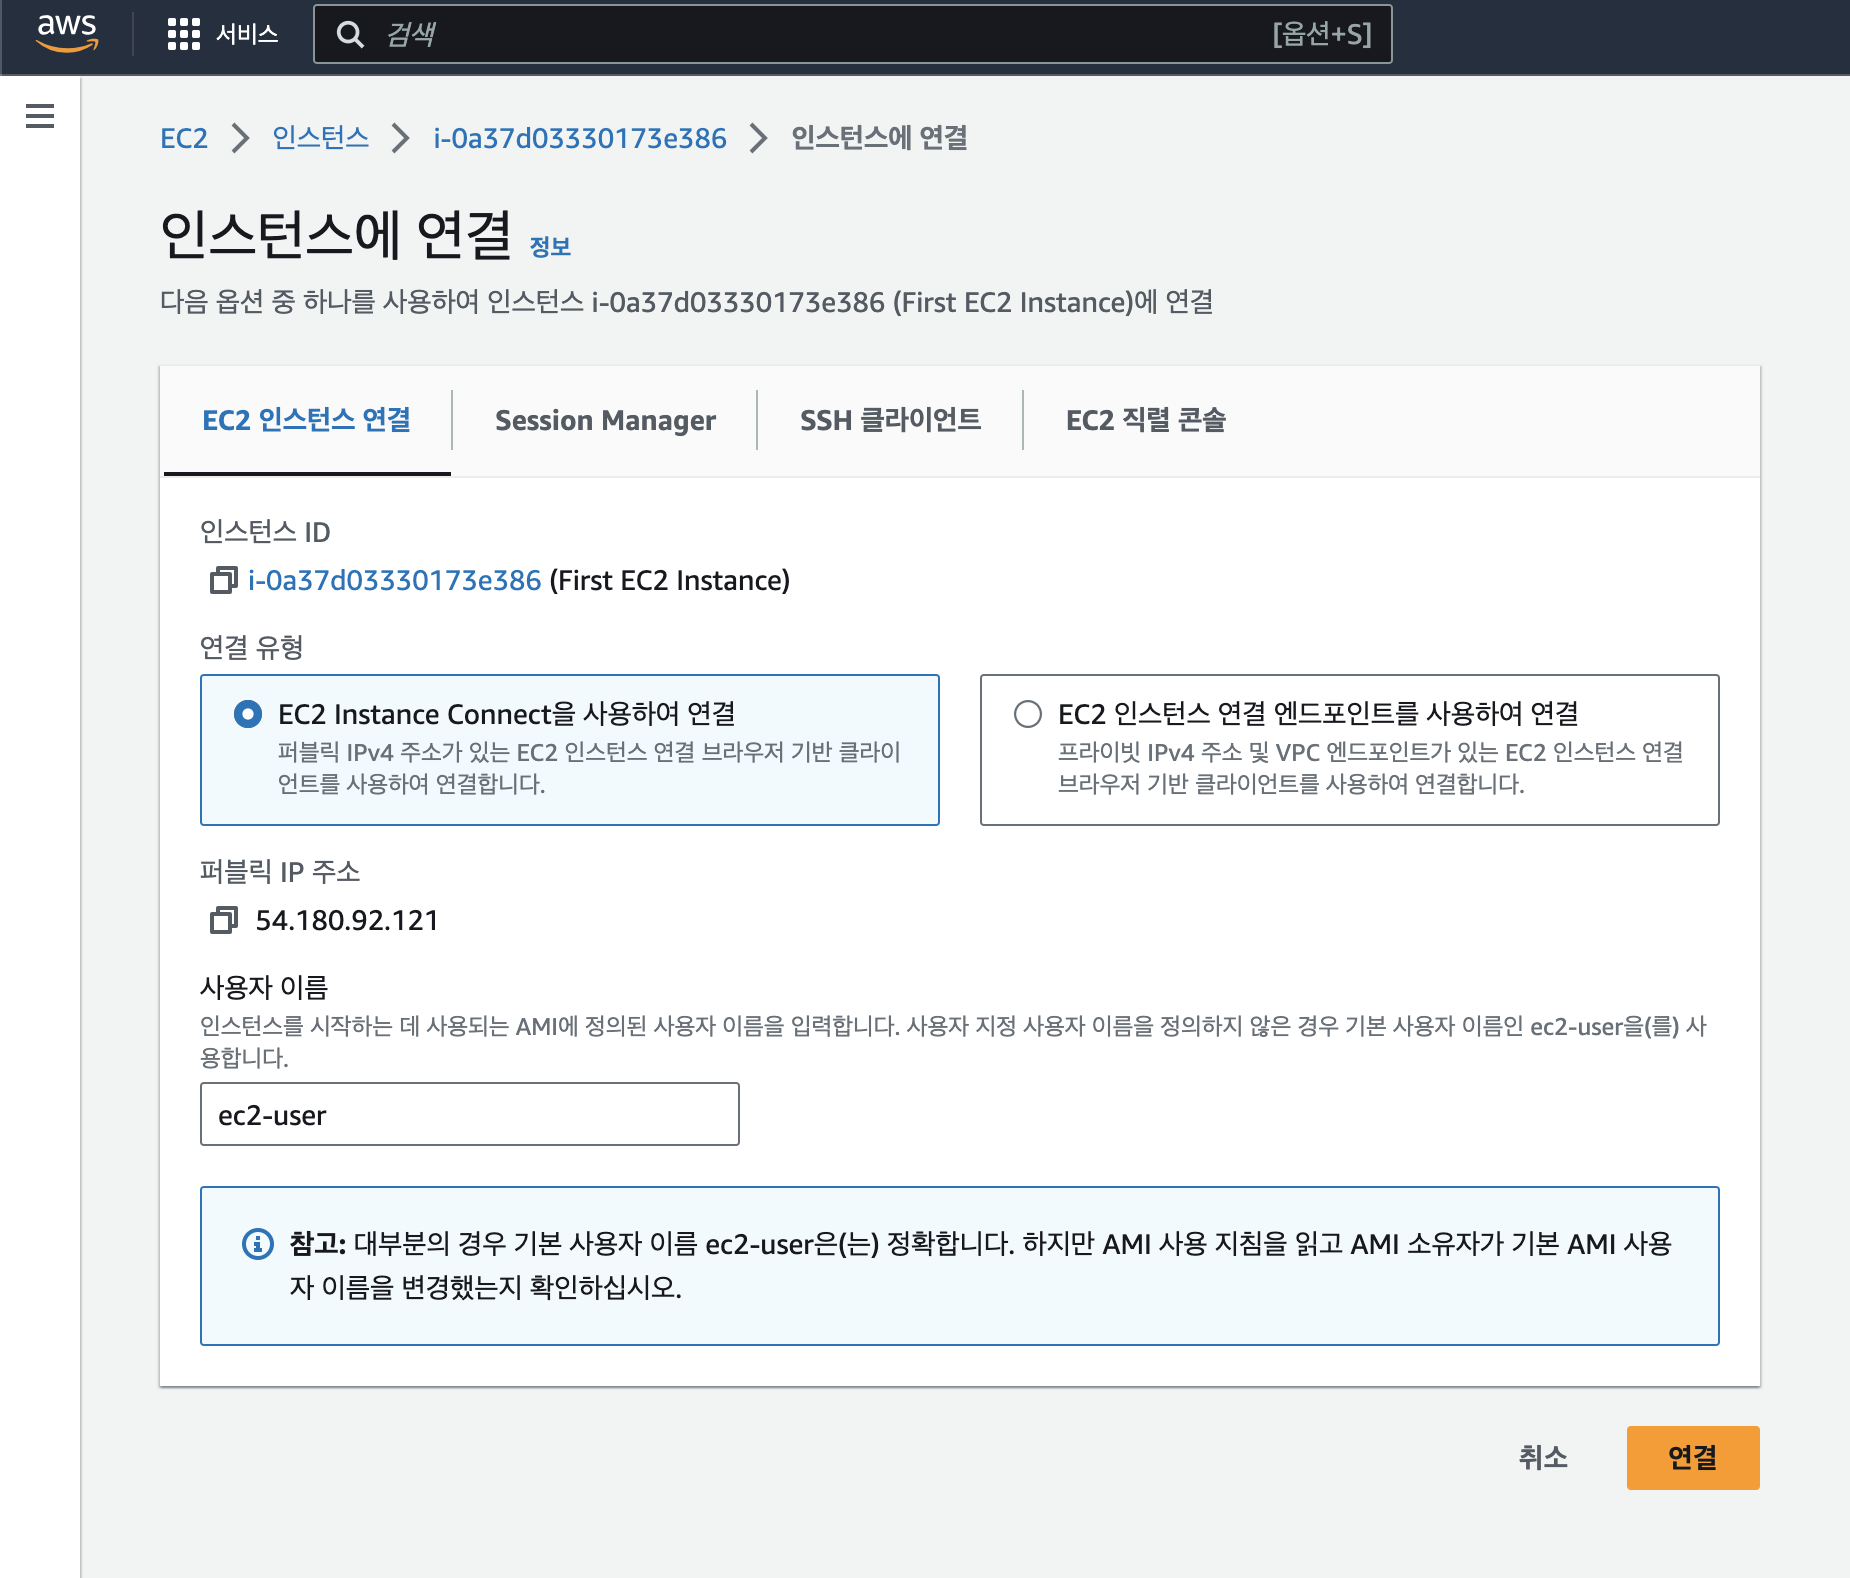 aws
서비스
검색
[옵션+S]
EC2 인스턴스 i-0a37d03330173e386 인스턴스에 연결
인스턴스에 연결 정보
다음 옵션 중 하나를 사용하여 인스턴스 i-0a37d03330173e386 (First EC2 Instance)에 연결
EC2 인스턴스 연결
Session Manager
SSH 클라이언트
EC2 직렬 콘솔
인스턴스 ID
i-0a37d03330173e386 (First EC2 Instance)
연결 유형
EC2 Instance Connect을 사용하여 연결
퍼블릭 IPv4 주소가 있는 EC2 인스턴스 연결 브라우저 기반 클라이
언트를 사용하여 연결합니다.
EC2 인스턴스 연결 엔드포인트를 사용하여 연결
프라이빗 IPv4 주소 및 VPC 엔드포인트가 있는 EC2 인스턴스 연결
브라우저 기반 클라이언트를 사용하여 연결합니다.
퍼블릭 IP 주소
54.180.92.121
사용자 이름
인스턴스를 시작하는 데 사용되는 AMI에 정의된 사용자 이름을 입력합니다. 사용자 지정 사용자 이름을 정의하지 않은 경우 기본 사용자 이름인 ec2-user을(를) 사
용합니다.
ec2-user
참고: 대부분의 경우 기본 사용자 이름 ec2-user은(는) 정확합니다. 하지만 AMI 사용 지침을 읽고 AMI 소유자가 기본 AMI 사용
자 이름을 변경했는지 확인하십시오.
취소
연결